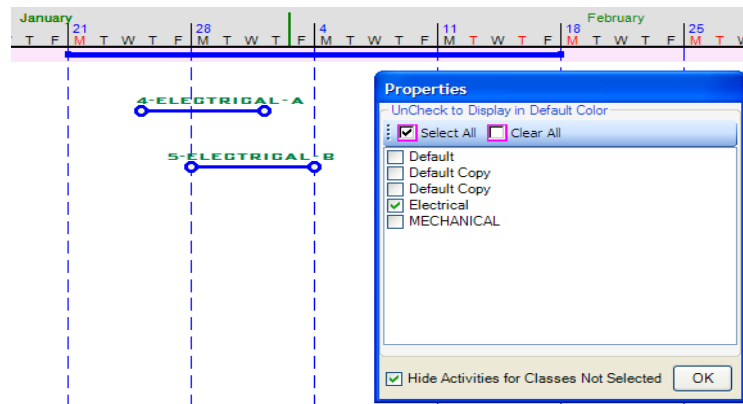 January February
21 28 4 11 18 25
T F M T W T F M T W T F M T W T F M T W T F M T W T F M T W
4-ELECTRICAL-A
5-ELECTRICAL-B
Properties
UnCheck to Display in Default Color
Select All Clear All
Default
Default Copy
Default Copy
Electrical
MECHANICAL
Hide Activities for Classes Not Selected OK